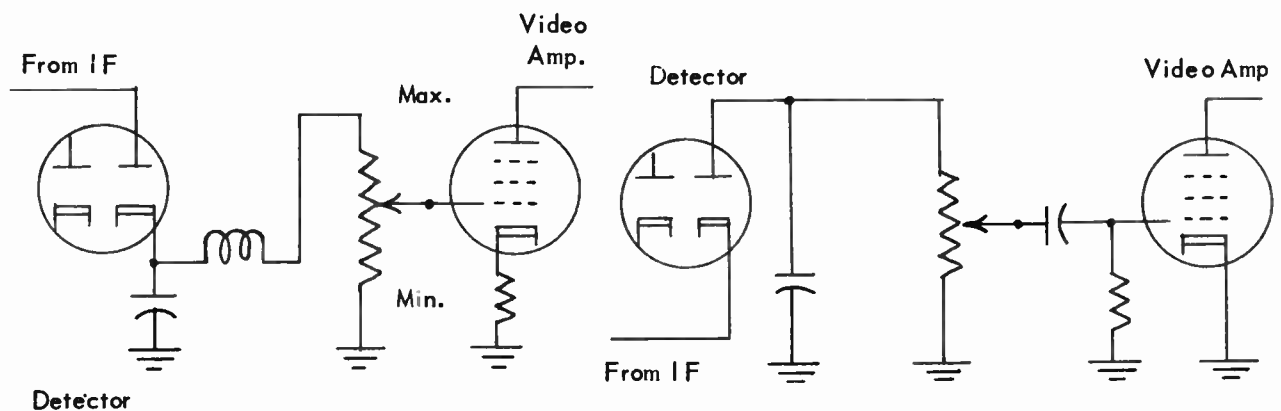 From IF
Detector
Max.
Min.
Video
Amp.
Detector
From IF
Video Amp